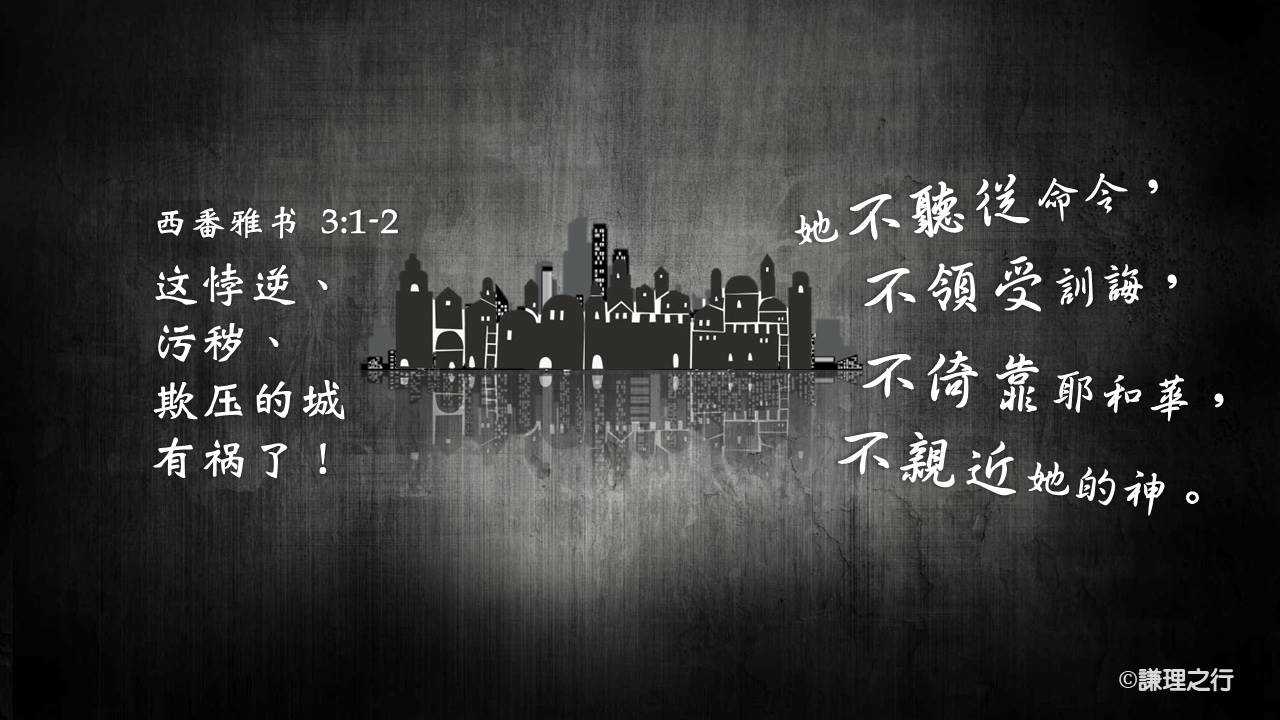 西番雅书 3:1-2
这悖逆、
污秽、
欺压的城
有祸了！
她不聽從命令，
不領受訓誨，
不倚靠耶和華，
不親近她的神。
©謙理之行